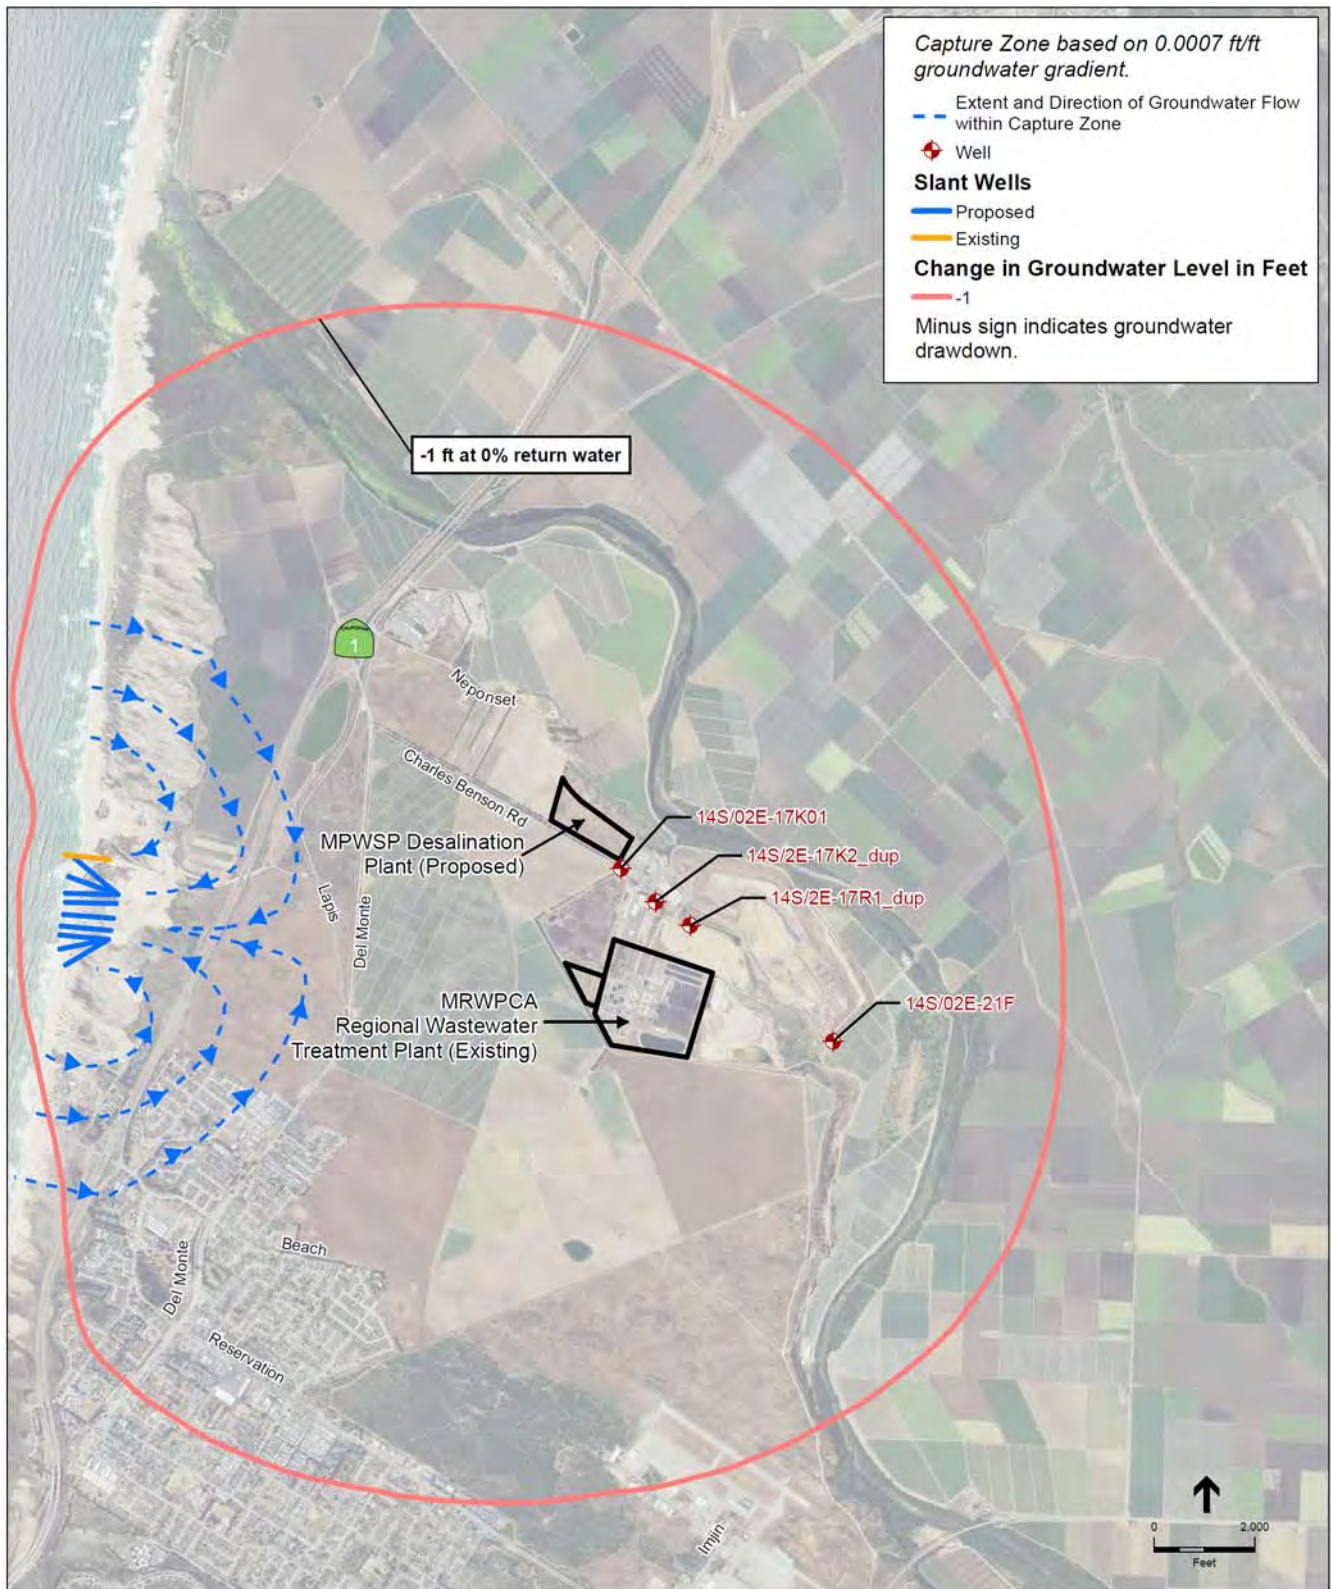 Capture Zone based on 0.0007 ft/ft
groundwater gradient.
Extent and Direction of Groundwater Flow
within Capture Zone
Well
Slant Wells
Proposed
Existing
Change in Groundwater Level in Feet
-1
Minus sign indicates groundwater
drawdown.
-1 ft at 0% return water
CALIFORNIA
1
Neponset
Charles Benson Rd
MPWSP Desalination
Plant (Proposed)
14S/02E-17K01
14S/2E-17K2_dup
14S/2E-17R1_dup
Lapis
Del Monte
MRWPCA
Regional Wastewater
Treatment Plant (Existing)
14S/02E-21F
Beach
Del Monte
Reservation
Imjin
0 2,000
Feet